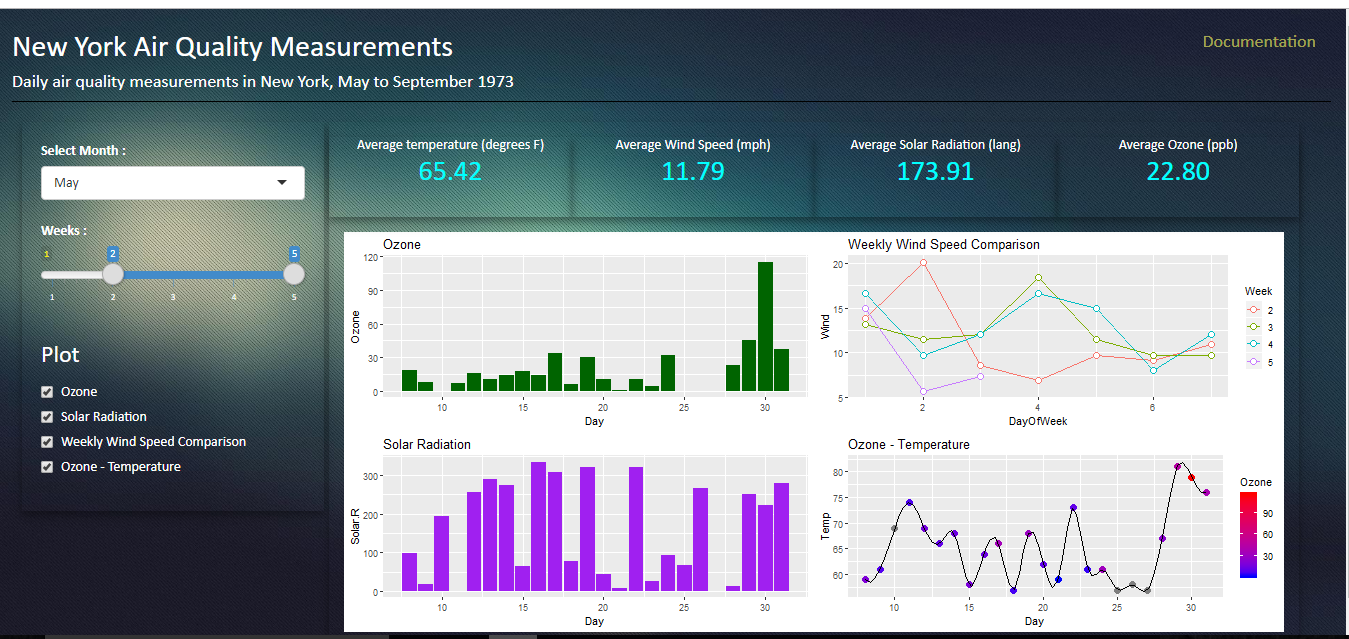 New York Air Quality Measurements
Documentation
Daily air quality measurements in New York, May to September 1973
Select Month :
May
Weeks :
1 2 5
1 2 3 4 5
Plot
Ozone
Solar Radiation
Weekly Wind Speed Comparison
Ozone - Temperature
Average temperature (degrees F)
65.42
Average Wind Speed (mph)
11.79
Average Solar Radiation (lang)
173.91
Average Ozone (ppb)
22.80
Ozone
120
90
60
30
0
Ozone
10 15 20 25 30
Day
Weekly Wind Speed Comparison
20
15
10
5
Wind
2 4 6
DayOfWeek
Week
2
3
4
5
Solar Radiation
300
200
100
0
Solar.R
10 15 20 25 30
Day
Ozone - Temperature
80
75
70
65
60
Temp
10 15 20 25 30
Day
Ozone
90
60
30